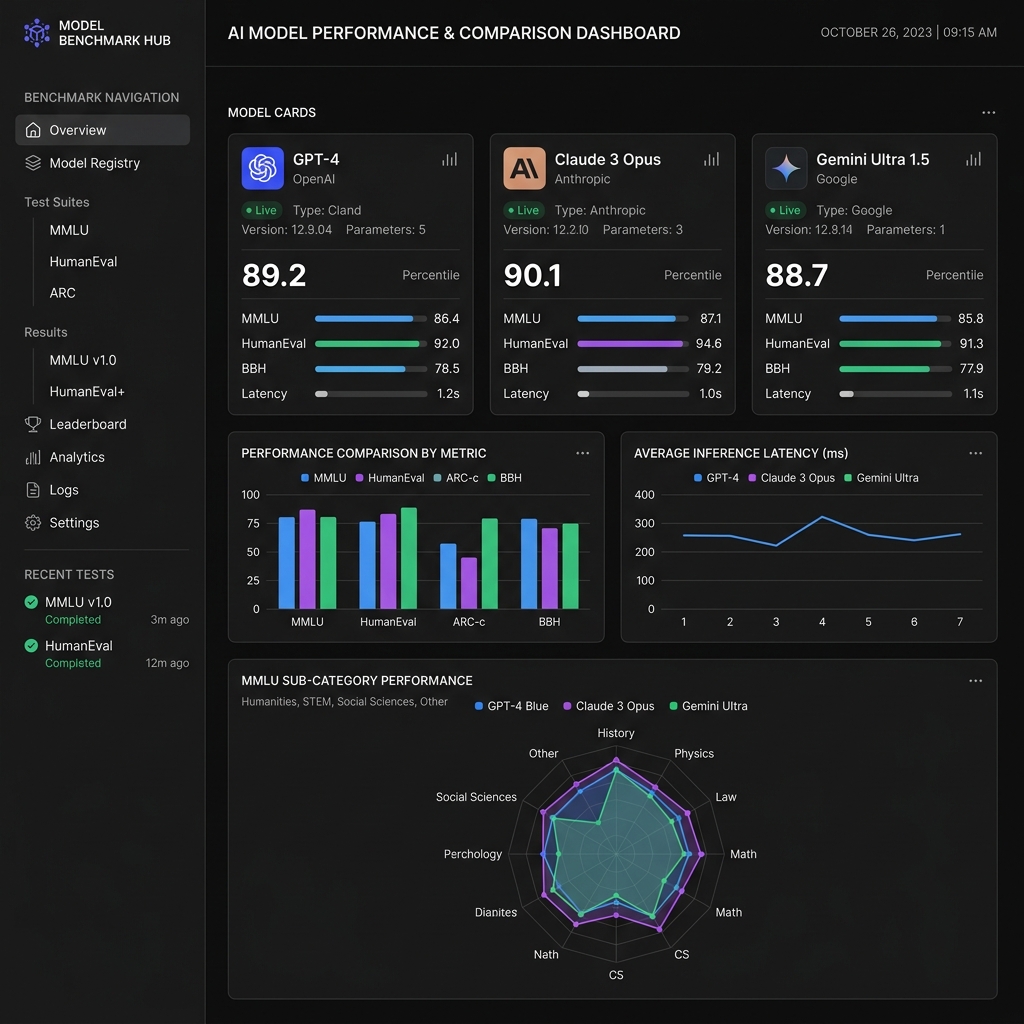 MODEL
BENCHMARK HUB
BENCHMARK NAVIGATION
Overview
Model Registry
Test Suites
MMLU
HumanEval
ARC
Results
MMLU v1.0
HumanEval+
Leaderboard
Analytics
Logs
Settings
RECENT TESTS
MMLU v1.0
Completed 3m ago
HumanEval
Completed 12m ago
AI MODEL PERFORMANCE & COMPARISON DASHBOARD
OCTOBER 26, 2023 | 09:15 AM
MODEL CARDS
GPT-4
OpenAI
Live Type: Cland
Version: 12.9.04 Parameters: 5
89.2 Percentile
MMLU 86.4
HumanEval 92.0
BBH 78.5
Latency 1.2s
A\
Claude 3 Opus
Anthropic
Live Type: Anthropic
Version: 12.2.10 Parameters: 3
90.1 Percentile
MMLU 87.1
HumanEval 94.6
BBH 79.2
Latency 1.0s
Gemini Ultra 1.5
Google
Live Type: Google
Version: 12.8.14 Parameters: 1
88.7 Percentile
MMLU 85.8
HumanEval 91.3
BBH 77.9
Latency 1.1s
PERFORMANCE COMPARISON BY METRIC
MMLU HumanEval ARC-c BBH
100
75
50
25
0
MMLU HumanEval ARC-c BBH
AVERAGE INFERENCE LATENCY (ms)
GPT-4 Claude 3 Opus Gemini Ultra
400
300
200
100
0
1 2 3 4 5 6 7
MMLU SUB-CATEGORY PERFORMANCE
Humanities, STEM, Social Sciences, Other
GPT-4 Blue Claude 3 Opus Gemini Ultra
History
Other Physics
Social Sciences Law
Perchology Math
Dianites Math
Nath CS
CS